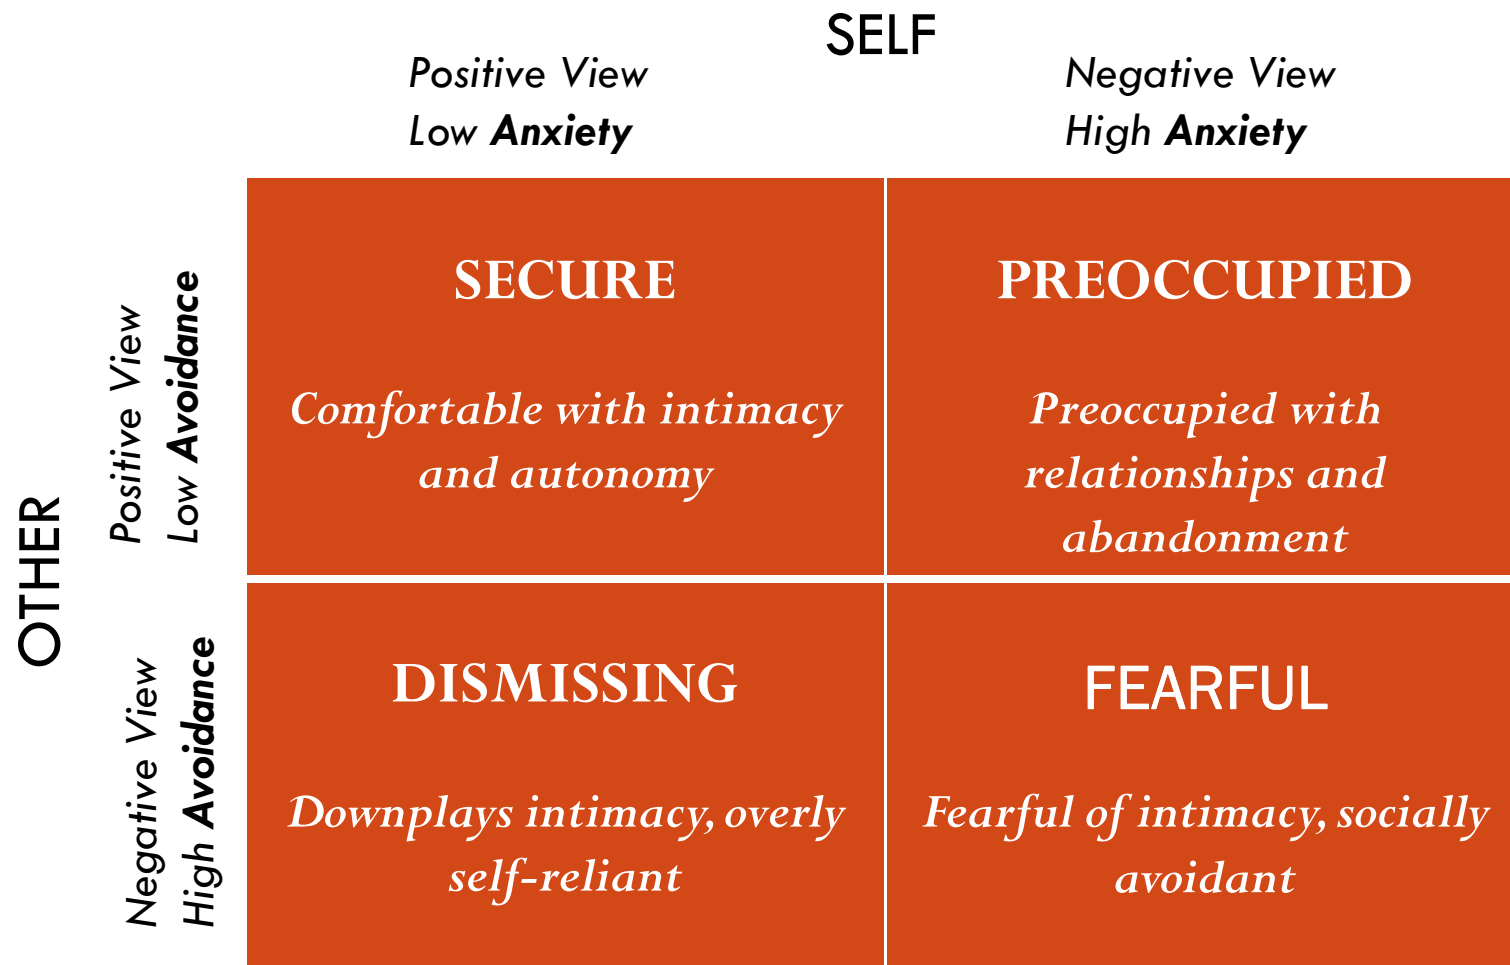 SELF
Positive View
Low Anxiety
Negative View
High Anxiety
OTHER
Positive View
Low Avoidance
SECURE
Comfortable with intimacy
and autonomy
PREOCCUPIED
Preoccupied with
relationships and
abandonment
Negative View
High Avoidance
DISMISSING
Downplays intimacy, overly
self-reliant
FEARFUL
Fearful of intimacy, socially
avoidant